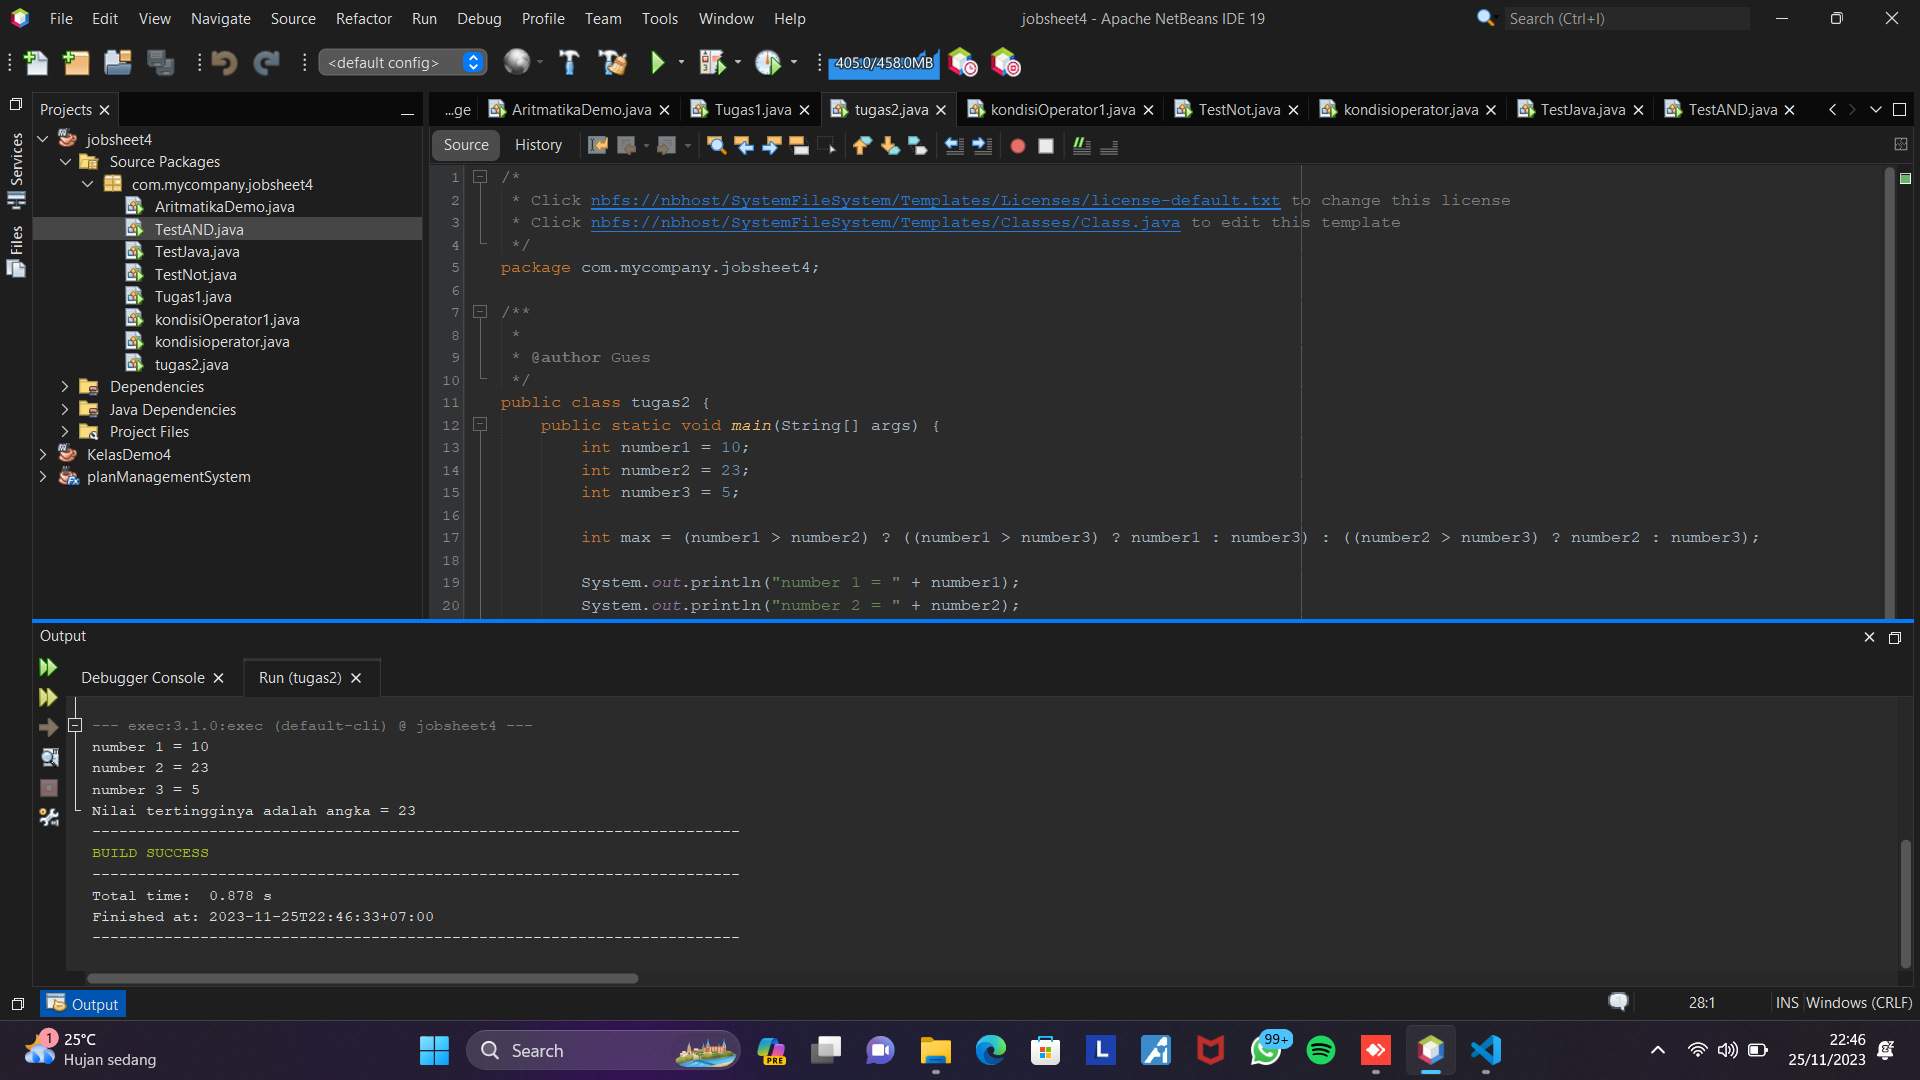 File Edit View Navigate Source Refactor Run Debug Profile Team Tools Window Help
jobsheet4 - Apache NetBeans IDE 19
Search (Ctrl+I)
<default config>
405.0/458.0MB
Projects
Services
Files
jobsheet4
Source Packages
com.mycompany.jobsheet4
AritmatikaDemo.java
TestAND.java
TestJava.java
TestNot.java
Tugas1.java
kondisiOperator1.java
kondisioperator.java
tugas2.java
Dependencies
Java Dependencies
Project Files
KelasDemo4
planManagementSystem
...ge AritmatikaDemo.java Tugas1.java tugas2.java kondisiOperator1.java TestNot.java kondisioperator.java TestJava.java TestAND.java
Source History
1 /*
2 * Click nbfs://nbhost/SystemFileSystem/Templates/Licenses/license-default.txt to change this license
3 * Click nbfs://nbhost/SystemFileSystem/Templates/Classes/Class.java to edit this template
4 */
5 package com.mycompany.jobsheet4;
6
7 /**
8 *
9 * @author Gues
10 */
11 public class tugas2 {
12 public static void main(String[] args) {
13 int number1 = 10;
14 int number2 = 23;
15 int number3 = 5;
16
17 int max = (number1 > number2) ? ((number1 > number3) ? number1 : number3) : ((number2 > number3) ? number2 : number3);
18
19 System.out.println("number 1 = " + number1);
20 System.out.println("number 2 = " + number2);
Output
Debugger Console Run (tugas2)
--- exec:3.1.0:exec (default-cli) @ jobsheet4 ---
number 1 = 10
number 2 = 23
number 3 = 5
Nilai tertingginya adalah angka = 23
------------------------------------------------------------------------
BUILD SUCCESS
------------------------------------------------------------------------
Total time:  0.878 s
Finished at: 2023-11-25T22:46:33+07:00
------------------------------------------------------------------------
Output
28:1 INS Windows (CRLF)
1
25°C
Hujan sedang
Search
PRE
L
99+
22:46
25/11/2023